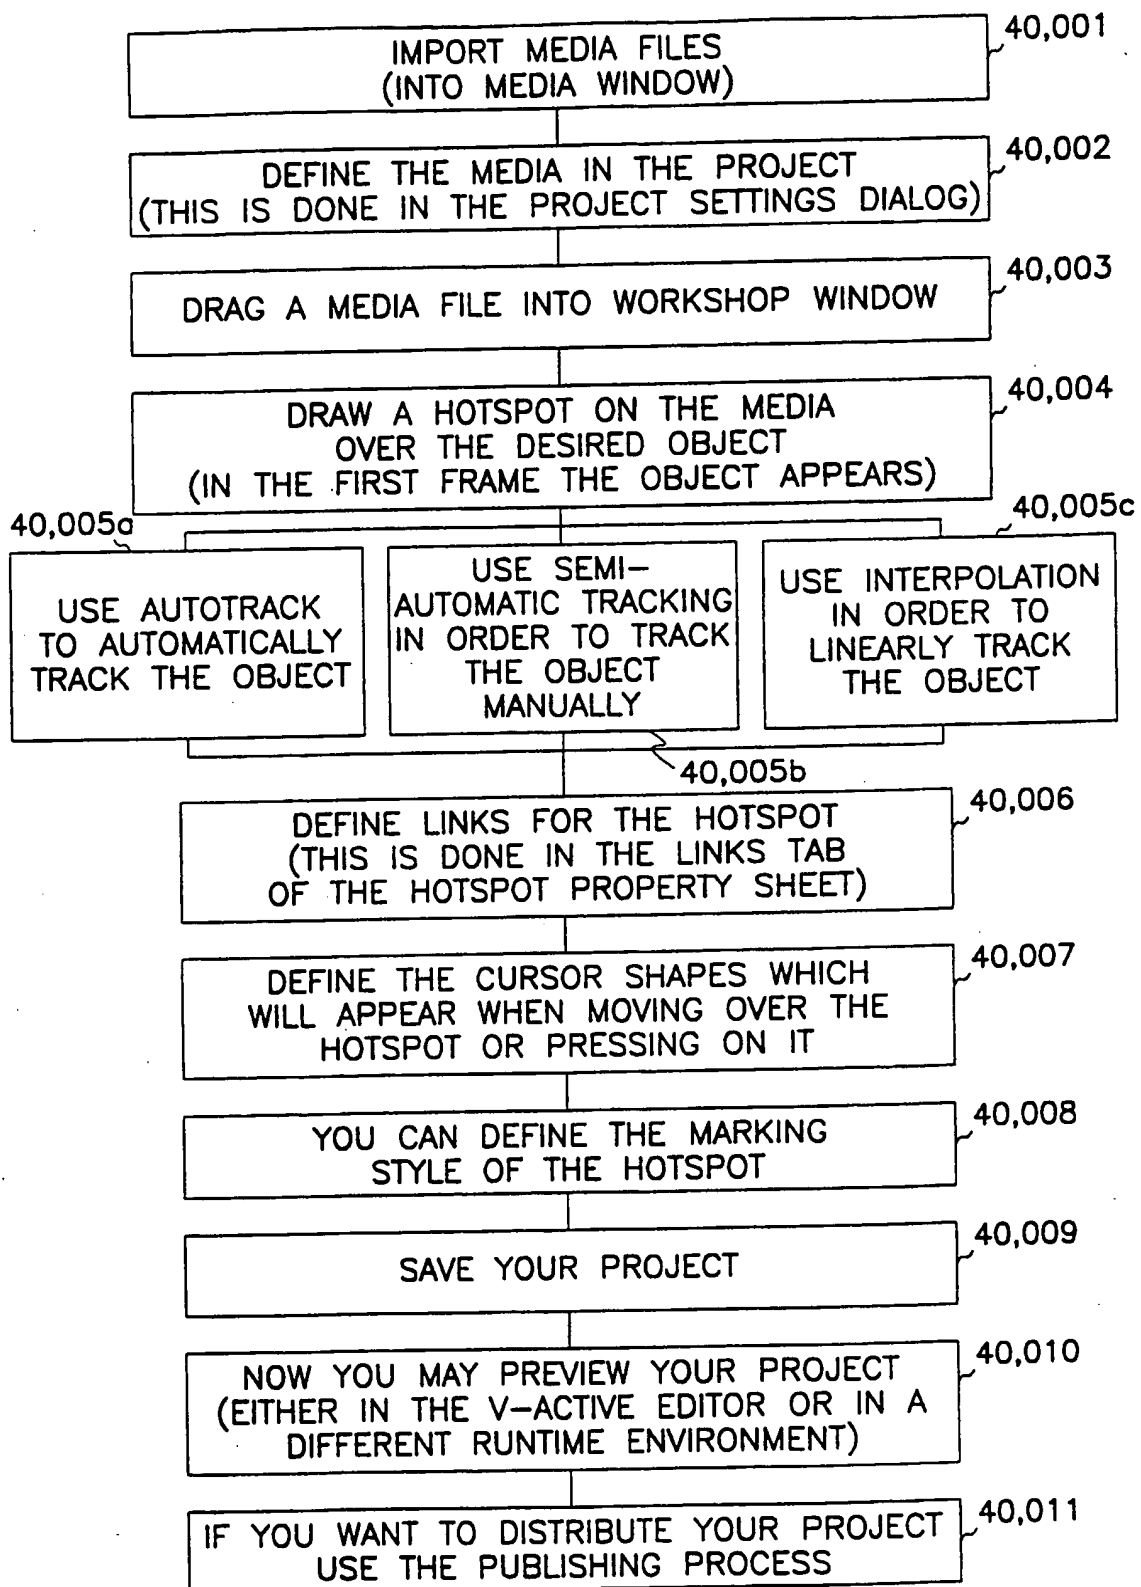 40,001
IMPORT MEDIA FILES
(INTO MEDIA WINDOW)
40,002
DEFINE THE MEDIA IN THE PROJECT
(THIS IS DONE IN THE PROJECT SETTINGS DIALOG)
40,003
DRAG A MEDIA FILE INTO WORKSHOP WINDOW
40,004
DRAW A HOTSPOT ON THE MEDIA
OVER THE DESIRED OBJECT
(IN THE FIRST FRAME THE OBJECT APPEARS)
40,005a
USE AUTOTRACK
TO AUTOMATICALLY
TRACK THE OBJECT
USE SEMI-
AUTOMATIC TRACKING
IN ORDER TO TRACK
THE OBJECT
MANUALLY
40,005b
40,005c
USE INTERPOLATION
IN ORDER TO
LINEARLY TRACK
THE OBJECT
40,006
DEFINE LINKS FOR THE HOTSPOT
(THIS IS DONE IN THE LINKS TAB
OF THE HOTSPOT PROPERTY SHEET)
40,007
DEFINE THE CURSOR SHAPES WHICH
WILL APPEAR WHEN MOVING OVER THE
HOTSPOT OR PRESSING ON IT
40,008
YOU CAN DEFINE THE MARKING
STYLE OF THE HOTSPOT
40,009
SAVE YOUR PROJECT
40,010
NOW YOU MAY PREVIEW YOUR PROJECT
(EITHER IN THE V-ACTIVE EDITOR OR IN A
DIFFERENT RUNTIME ENVIRONMENT)
40,011
IF YOU WANT TO DISTRIBUTE YOUR PROJECT
USE THE PUBLISHING PROCESS